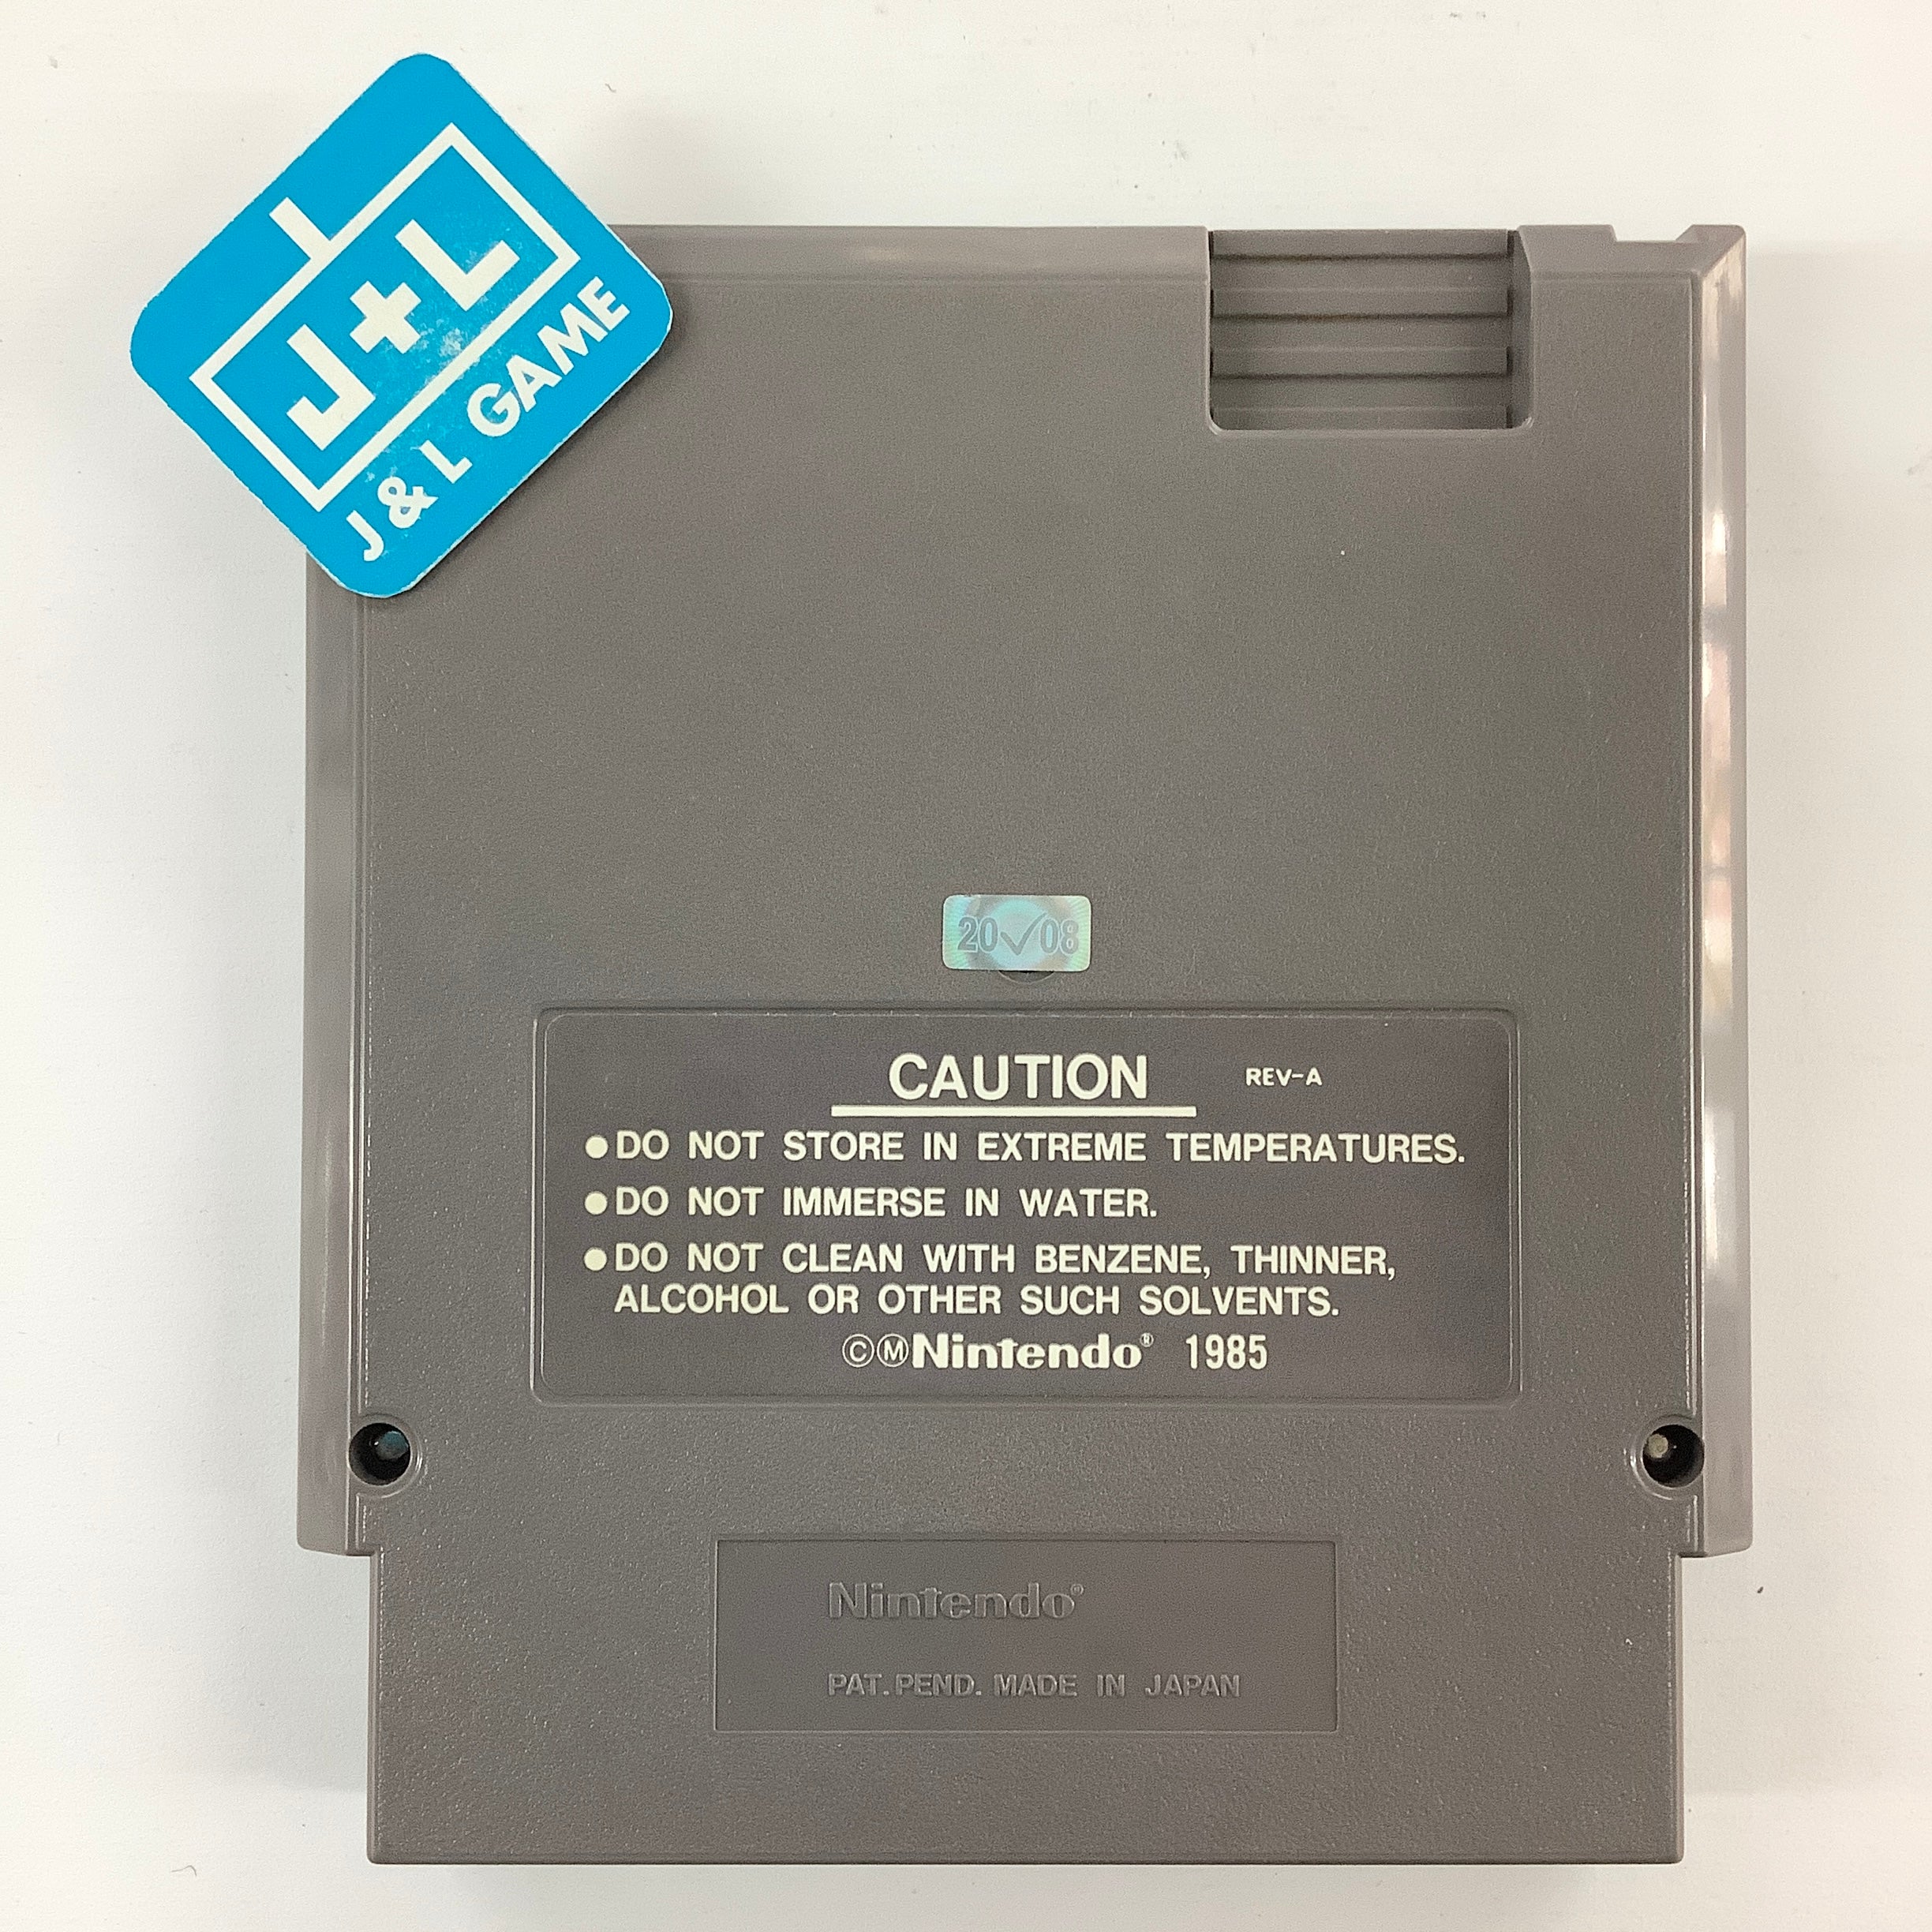 J+L
J & L GAME
20✓08
CAUTION REV-A
●DO NOT STORE IN EXTREME TEMPERATURES.
●DO NOT IMMERSE IN WATER.
●DO NOT CLEAN WITH BENZENE, THINNER,
ALCOHOL OR OTHER SUCH SOLVENTS.
©ⓂNintendo® 1985
Nintendo®
PAT. PEND. MADE IN JAPAN